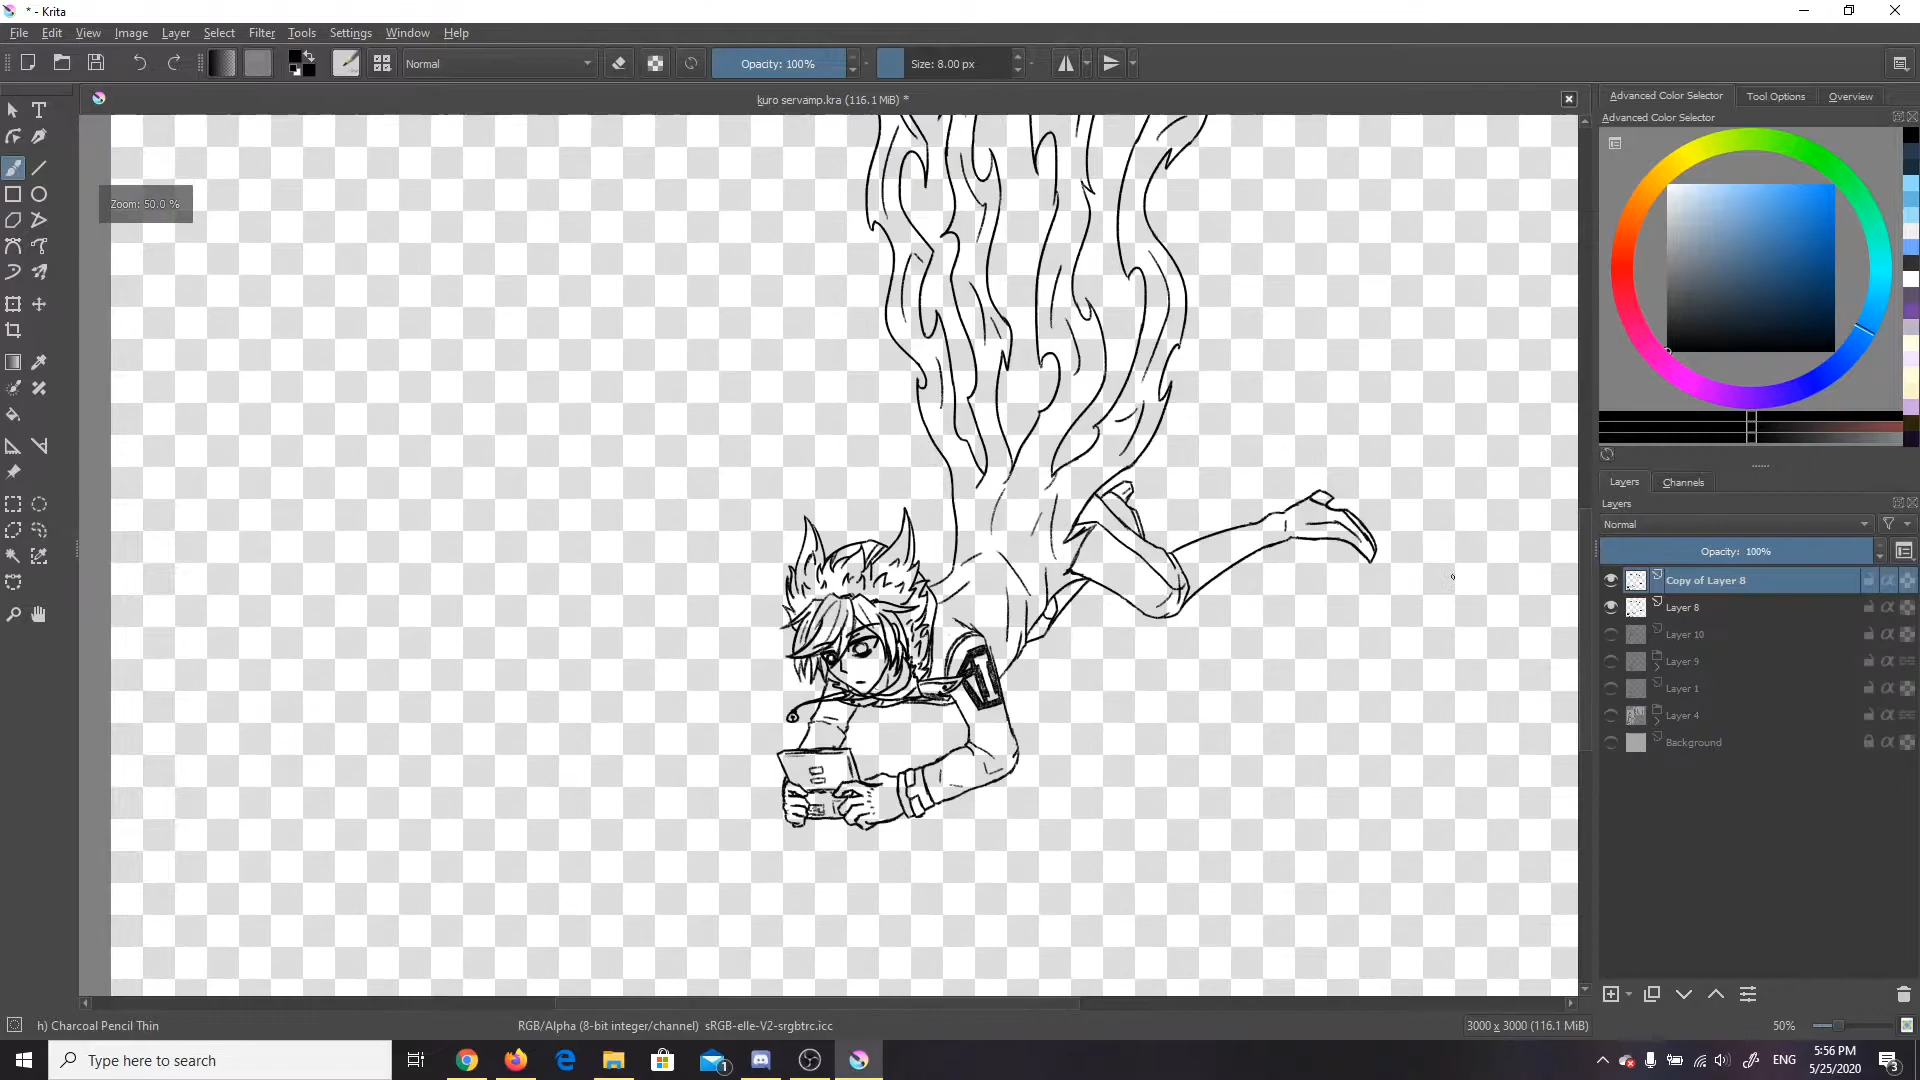 * - Krita
File Edit View Image Layer Select Filter Tools Settings Window Help
Normal
Opacity: 100%
Size: 8.00 px
kuro servamp.kra (116.1 MiB) *
Advanced Color Selector Tool Options Overview
Advanced Color Selector
Zoom: 50.0 %
Layers Channels
Layers
Normal
Opacity: 100%
Copy of Layer 8
Layer 8
Layer 10
Layer 9
Layer 1
Layer 4
Background
h) Charcoal Pencil Thin
RGB/Alpha (8-bit integer/channel) sRGB-elle-V2-srgbtrc.icc
3000 x 3000 (116.1 MiB)
50%
Type here to search
1
ENG
5:56 PM
5/25/2020
3